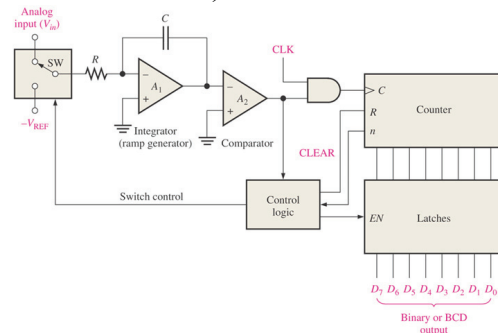 Analog
input (V_in)
C
SW
R
CLK
−
A₁
+
−
A₂
+
C
R
n
Counter
−V_REF
Integrator
(ramp generator)
Comparator
CLEAR
Switch control
Control
logic
EN
Latches
D₇ D₆ D₅ D₄ D₃ D₂ D₁ D₀
Binary or BCD
output